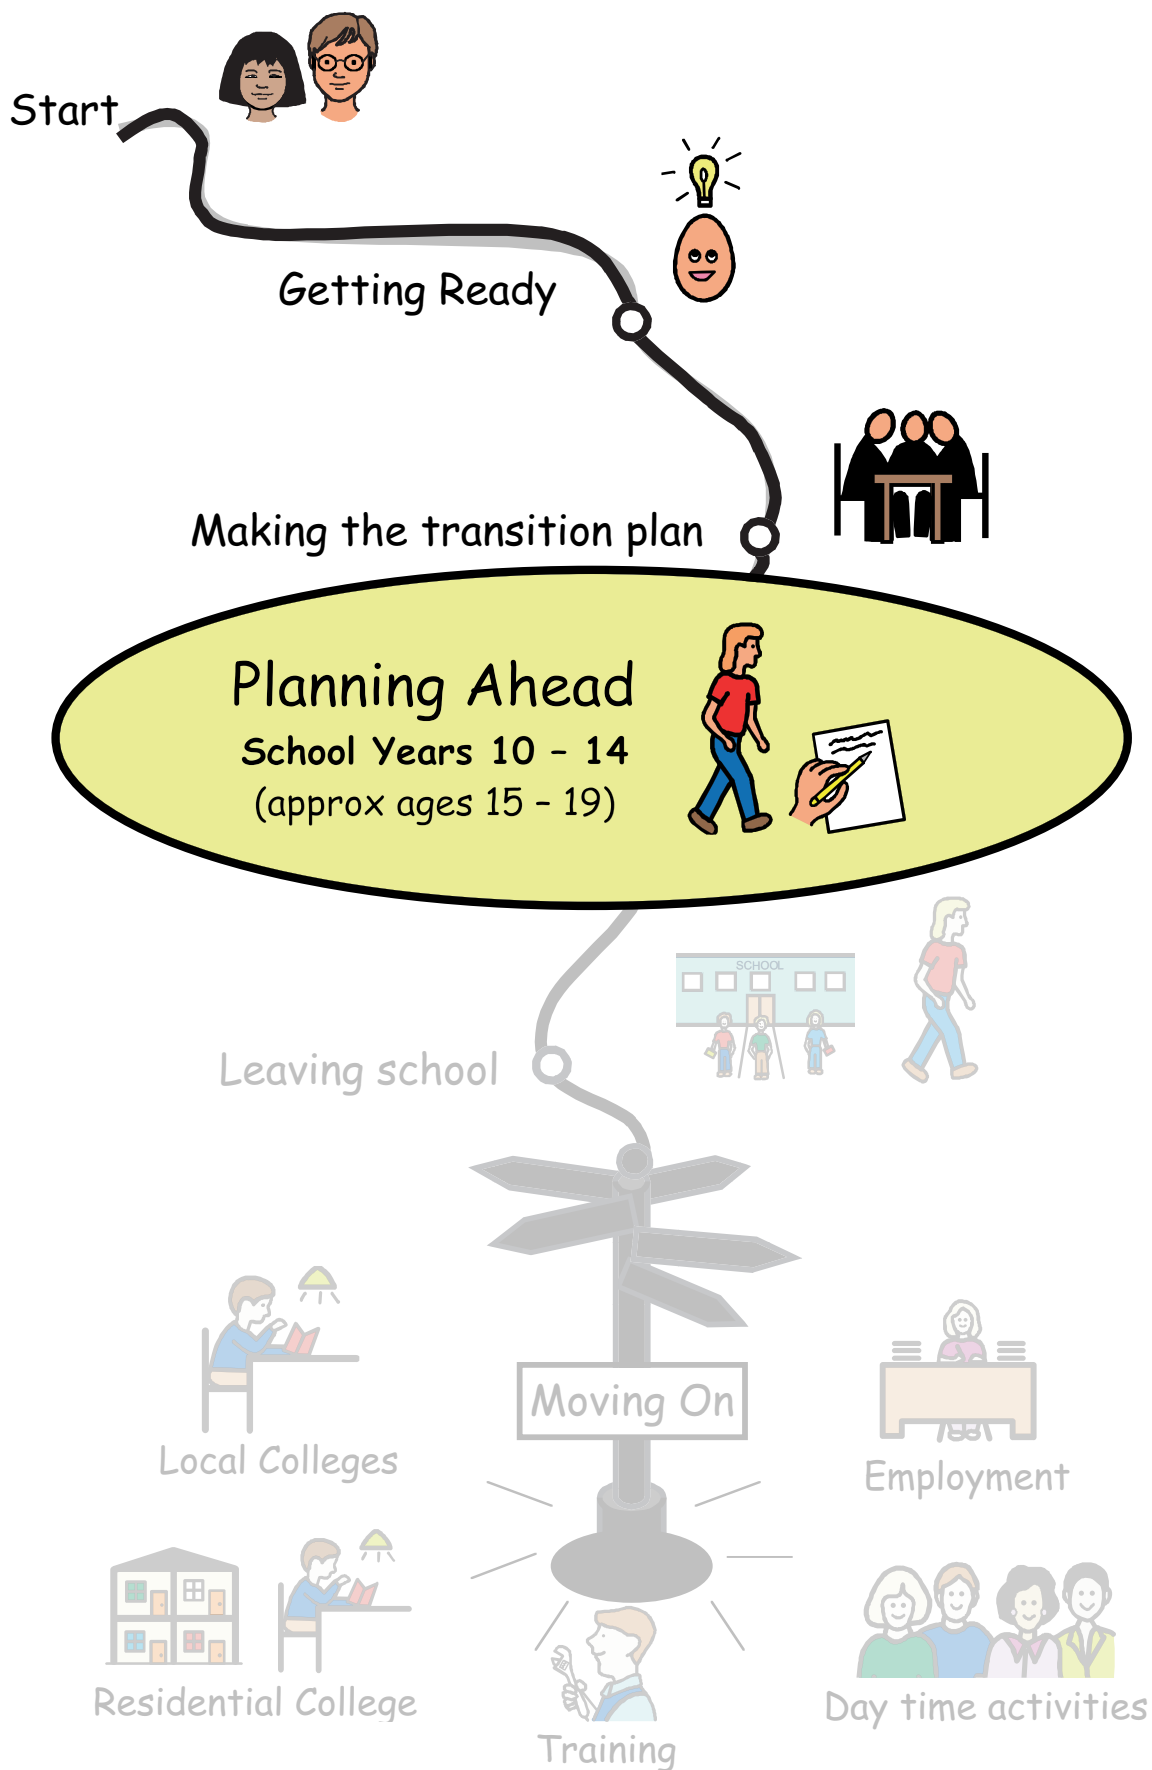 Start
Getting Ready
Making the transition plan
Planning Ahead
School Years 10 – 14
(approx ages 15 – 19)
SCHOOL
Leaving school
Moving On
Local Colleges
Employment
Residential College
Day time activities
Training